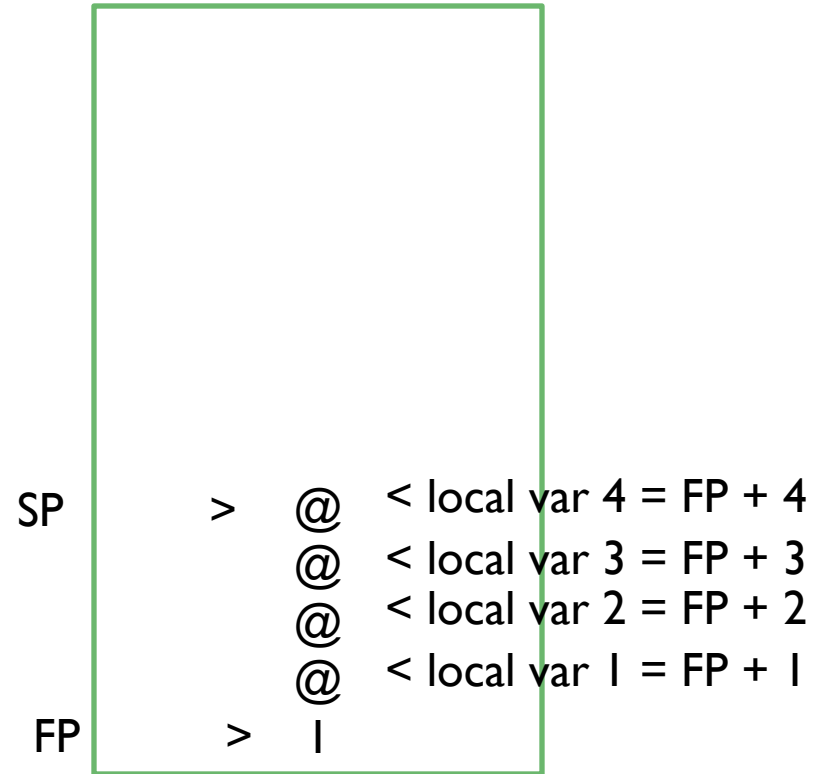 SP > @ < local var 4 = FP + 4
@ < local var 3 = FP + 3
@ < local var 2 = FP + 2
@ < local var 1 = FP + 1
FP > 1